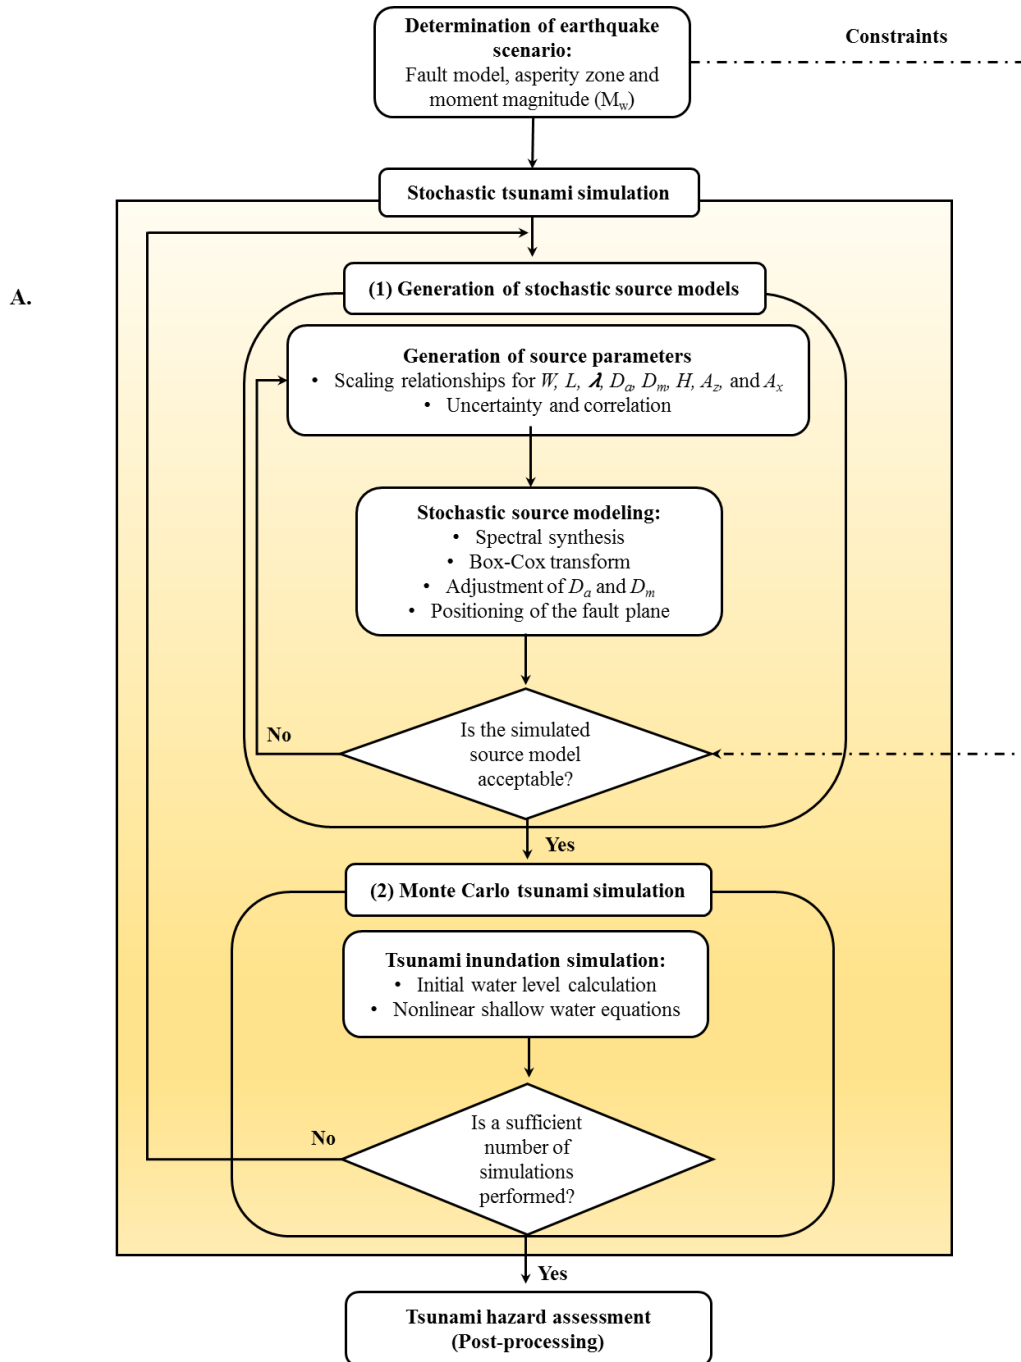 Determination of earthquake
scenario:
Fault model, asperity zone and
moment magnitude (Mw)
Constraints
Stochastic tsunami simulation
A.
(1) Generation of stochastic source models
Generation of source parameters
• Scaling relationships for W, L, λ, Da, Dm, H, Az, and Ax
• Uncertainty and correlation
Stochastic source modeling:
• Spectral synthesis
• Box-Cox transform
• Adjustment of Da and Dm
• Positioning of the fault plane
Is the simulated
source model
acceptable?
No
Yes
(2) Monte Carlo tsunami simulation
Tsunami inundation simulation:
• Initial water level calculation
• Nonlinear shallow water equations
Is a sufficient
number of
simulations
performed?
No
Yes
Tsunami hazard assessment
(Post-processing)